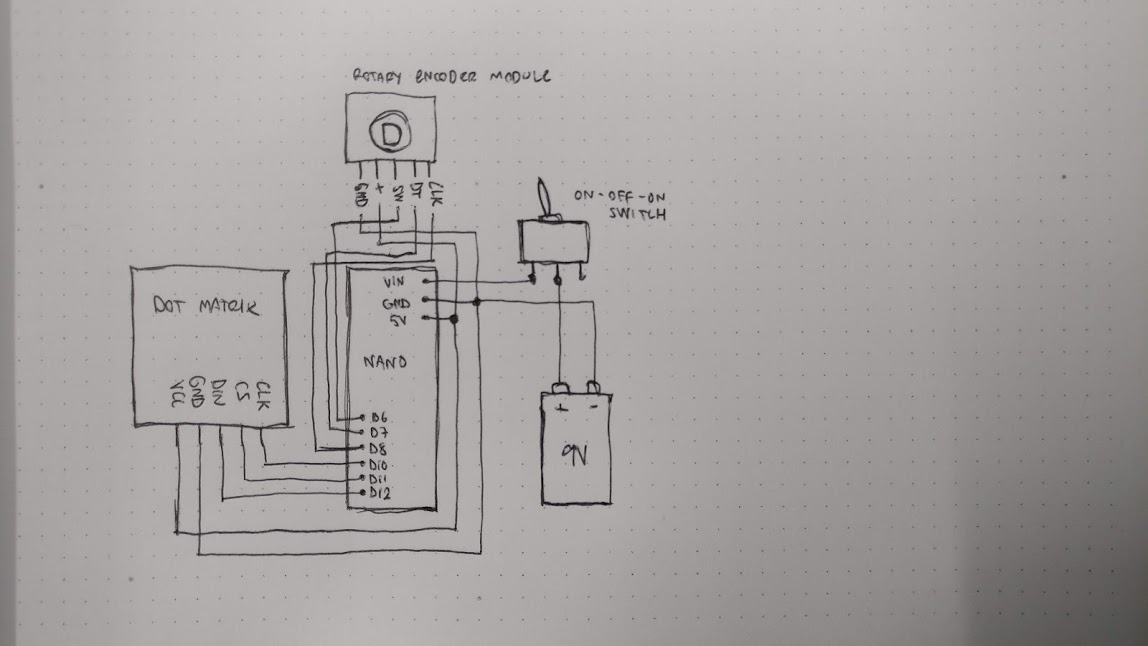 ROTARY ENCODER MODULE
D
GND
+
SW
DT
CLK
ON-OFF-ON
SWITCH
DOT MATRIX
VCC
GND
DIN
CS
CLK
VIN
GND
5V
NANO
D6
D7
D8
D10
D11
D12
+ -
9V